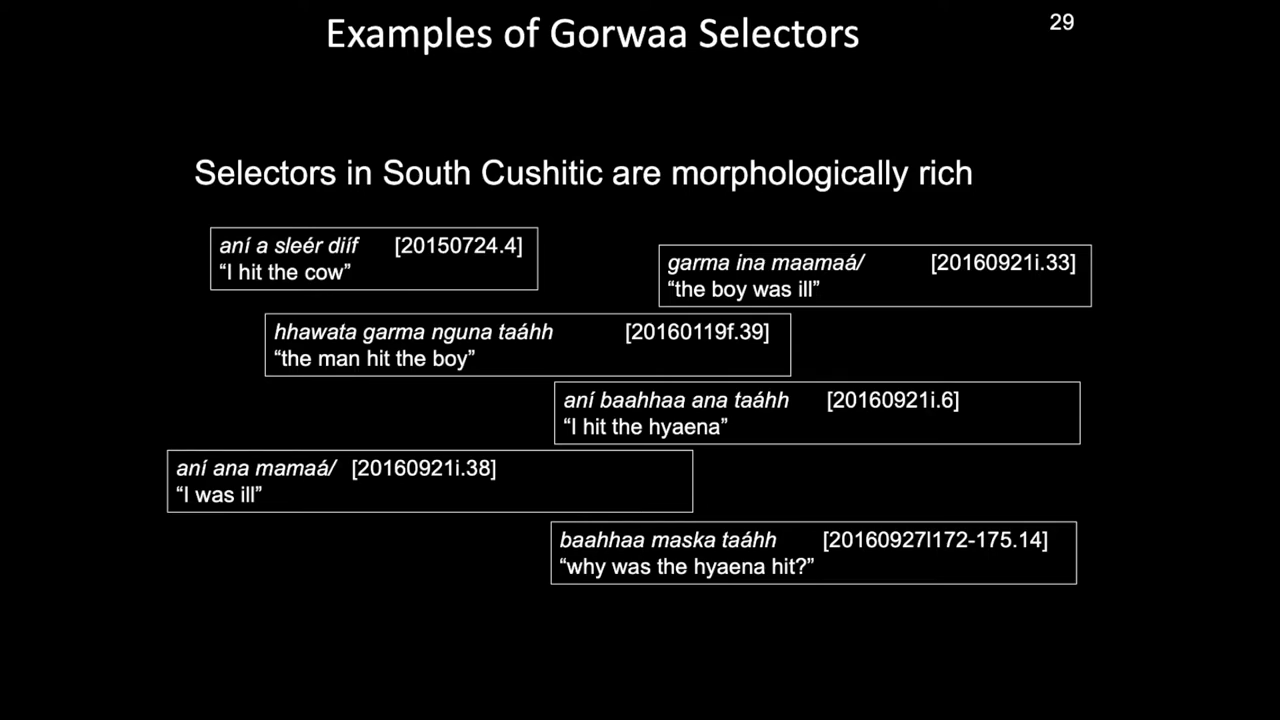 Examples of Gorwaa Selectors
29
Selectors in South Cushitic are morphologically rich
aní a sleér diíf [20150724.4]
“I hit the cow”
garma ina maamaá/ [20160921i.33]
“the boy was ill”
hhawata garma nguna taáhh [20160119f.39]
“the man hit the boy”
aní baahhaa ana taáhh [20160921i.6]
“I hit the hyaena”
aní ana mamaá/ [20160921i.38]
“I was ill”
baahhaa maska taáhh [20160927l172-175.14]
“why was the hyaena hit?”